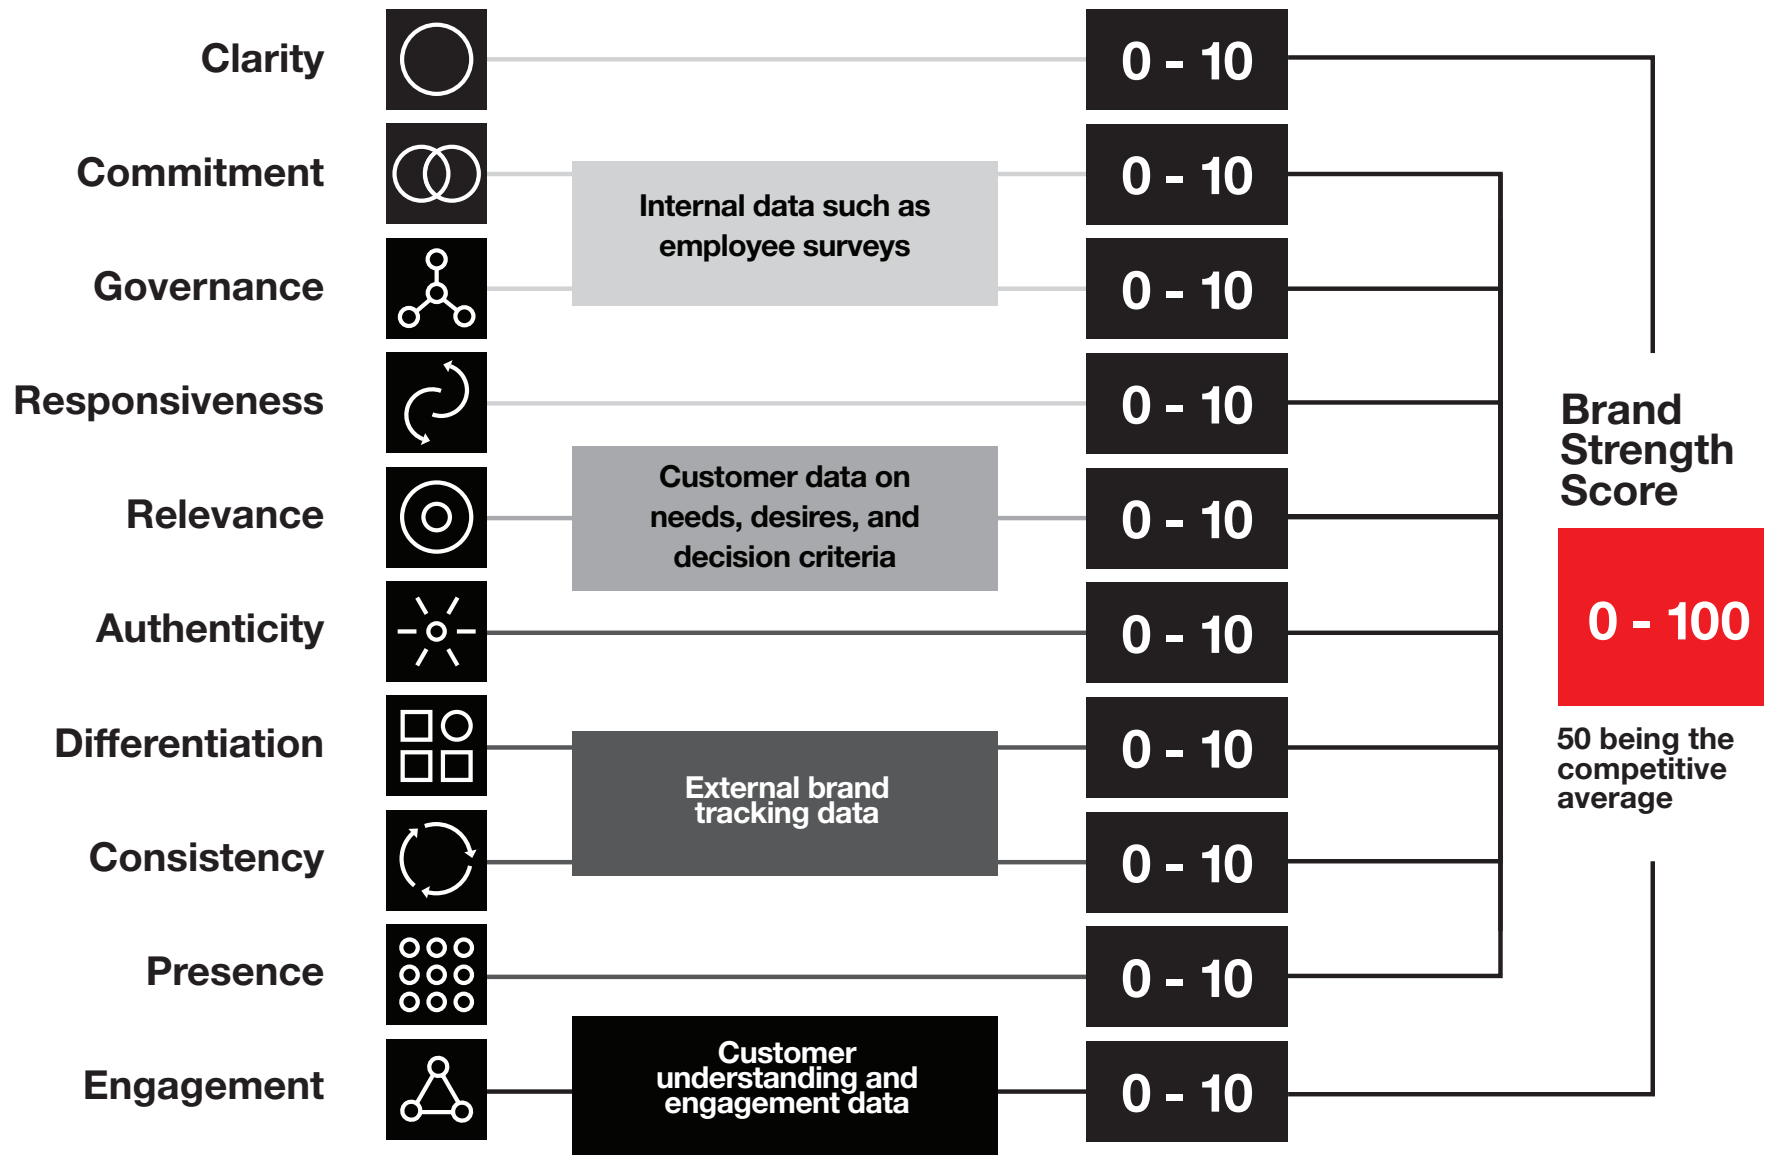 Clarity
0 - 10
Commitment
0 - 10
Internal data such as
employee surveys
Governance
0 - 10
Responsiveness
0 - 10
Customer data on
needs, desires, and
decision criteria
Relevance
0 - 10
Authenticity
0 - 10
Differentiation
0 - 10
External brand
tracking data
Consistency
0 - 10
Presence
0 - 10
Customer
understanding and
engagement data
Engagement
0 - 10
Brand
Strength
Score
0 - 100
50 being the
competitive
average